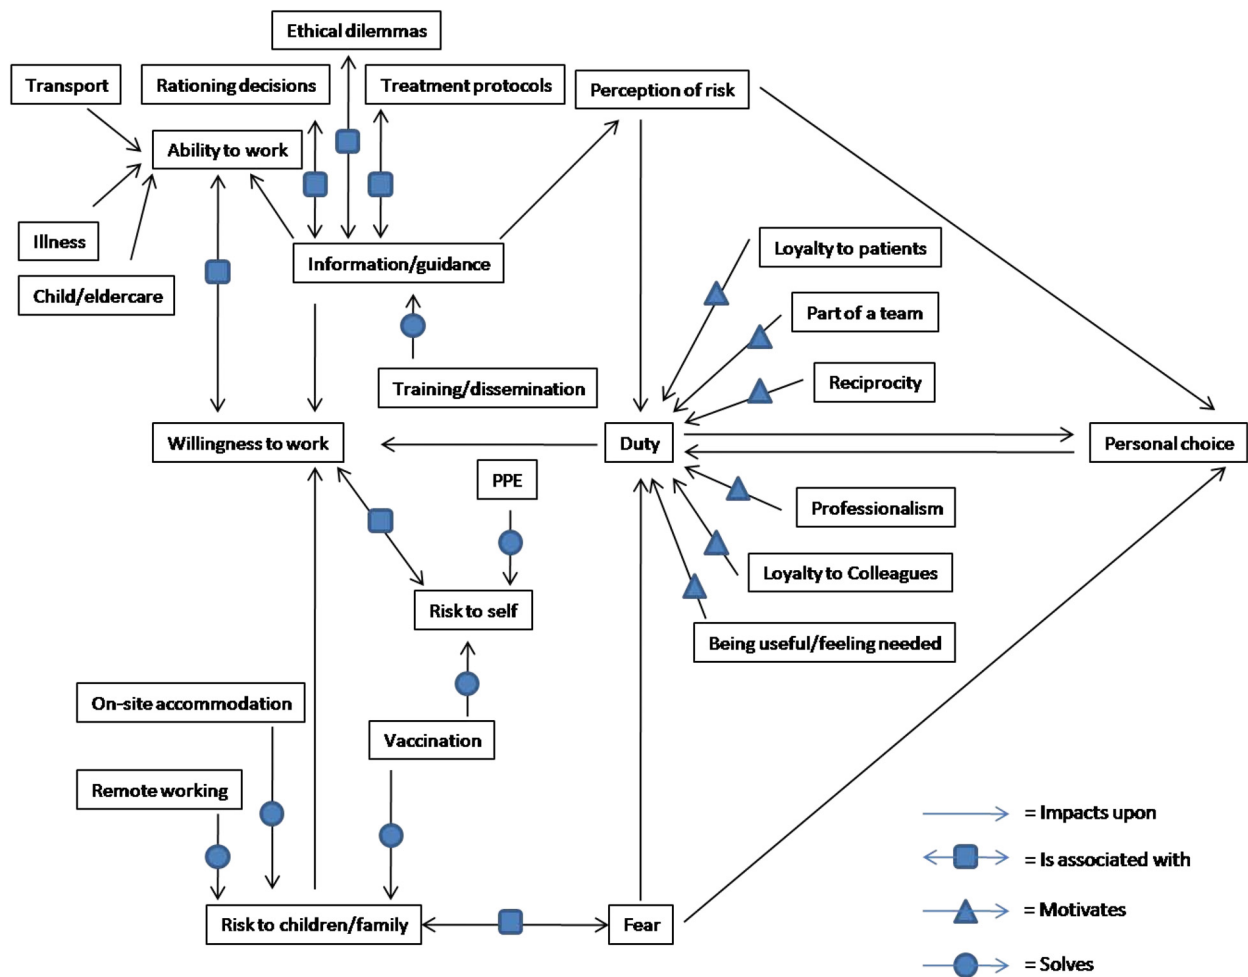 Ethical dilemmas
Transport
Rationing decisions
Treatment protocols
Perception of risk
Ability to work
Illness
Child/eldercare
Information/guidance
Loyalty to patients
Part of a team
Reciprocity
Training/dissemination
Willingness to work
Duty
Personal choice
PPE
Professionalism
Loyalty to Colleagues
Risk to self
Being useful/feeling needed
On-site accommodation
Vaccination
Remote working
Risk to children/family
Fear
= Impacts upon
= Is associated with
= Motivates
= Solves